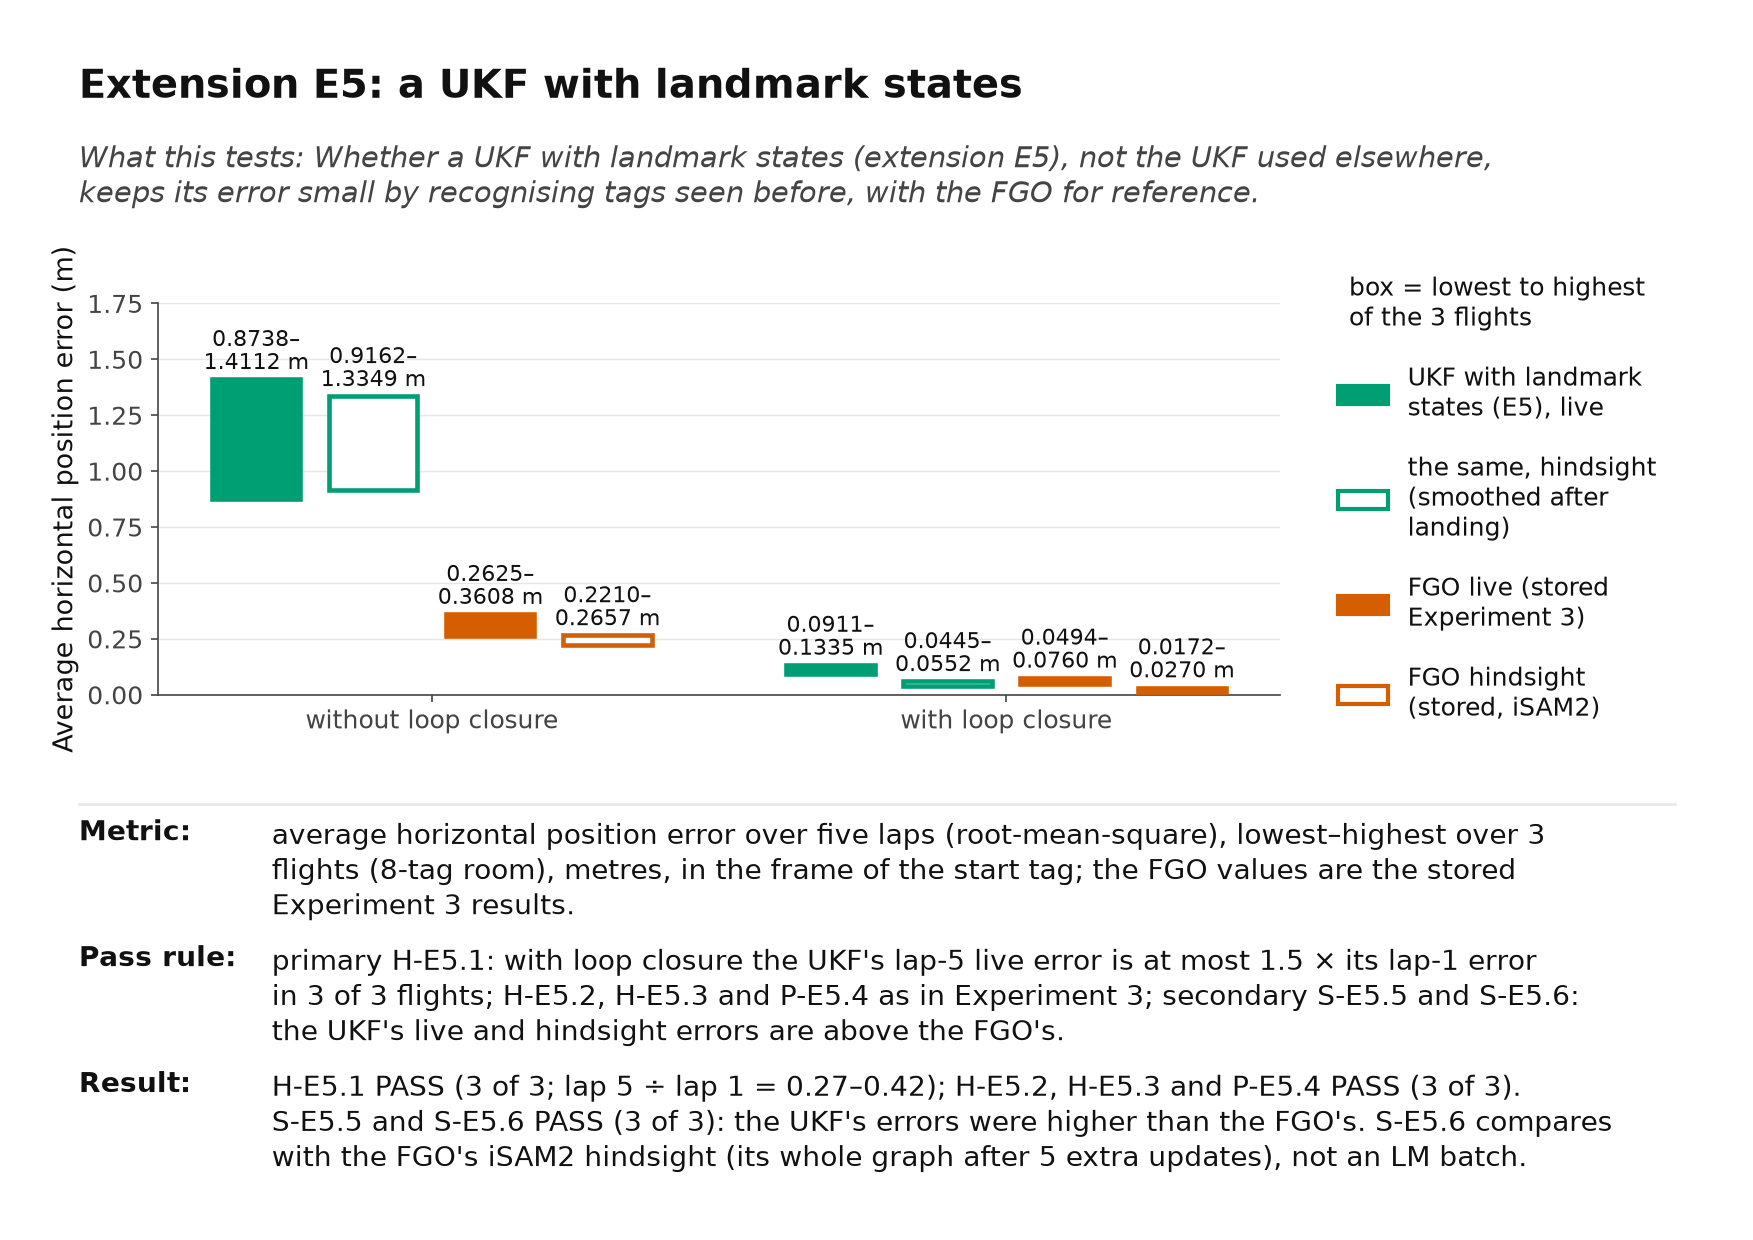 Extension E5: a UKF with landmark states
What this tests: Whether a UKF with landmark states (extension E5), not the UKF used elsewhere,
keeps its error small by recognising tags seen before, with the FGO for reference.
Average horizontal position error (m)
1.75
1.50
1.25
1.00
0.75
0.50
0.25
0.00
0.8738–
1.4112 m
0.9162–
1.3349 m
0.2625–
0.3608 m
0.2210–
0.2657 m
0.0911–
0.1335 m
0.0445–
0.0552 m
0.0494–
0.0760 m
0.0172–
0.0270 m
without loop closure
with loop closure
box = lowest to highest
of the 3 flights
UKF with landmark
states (E5), live
the same, hindsight
(smoothed after
landing)
FGO live (stored
Experiment 3)
FGO hindsight
(stored, iSAM2)
Metric:
average horizontal position error over five laps (root-mean-square), lowest–highest over 3
flights (8-tag room), metres, in the frame of the start tag; the FGO values are the stored
Experiment 3 results.
Pass rule:
primary H-E5.1: with loop closure the UKF's lap-5 live error is at most 1.5 × its lap-1 error
in 3 of 3 flights; H-E5.2, H-E5.3 and P-E5.4 as in Experiment 3; secondary S-E5.5 and S-E5.6:
the UKF's live and hindsight errors are above the FGO's.
Result:
H-E5.1 PASS (3 of 3; lap 5 ÷ lap 1 = 0.27–0.42); H-E5.2, H-E5.3 and P-E5.4 PASS (3 of 3).
S-E5.5 and S-E5.6 PASS (3 of 3): the UKF's errors were higher than the FGO's. S-E5.6 compares
with the FGO's iSAM2 hindsight (its whole graph after 5 extra updates), not an LM batch.